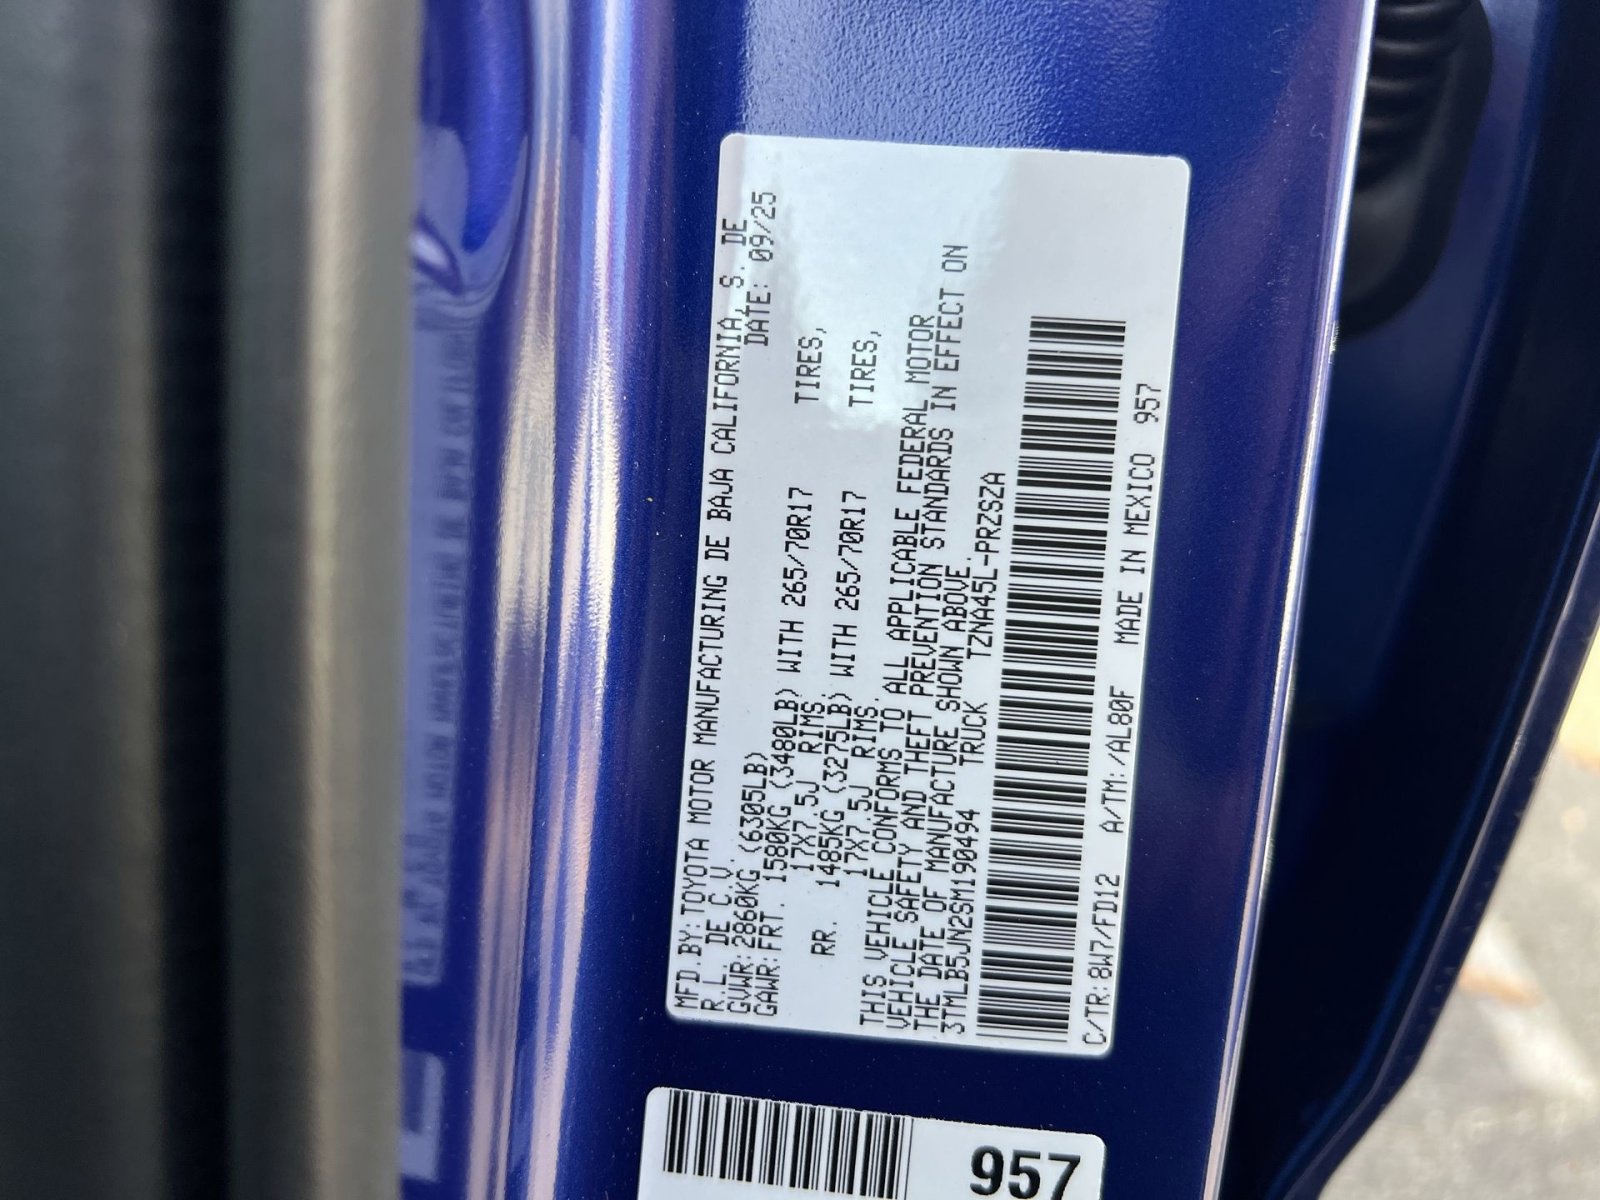 MFD BY:TOYOTA MOTOR MANUFACTURING DE BAJA CALIFORNIA, S. DE
R.L. DE C.V. DATE: 09/25
GVWR:2860KG (6305LB)
GAWR:FRT. 1580KG (3480LB) WITH 265/70R17 TIRES,
17X7.5J RIMS,
RR. 1485KG (3275LB) WITH 265/70R17 TIRES,
17X7.5J RIMS.
THIS VEHICLE CONFORMS TO ALL APPLICABLE FEDERAL MOTOR
VEHICLE SAFETY AND THEFT PREVENTION STANDARDS IN EFFECT ON
THE DATE OF MANUFACTURE SHOWN ABOVE.
3TMLB5JN2SM190494 TRUCK TZNA45L-PRZSZA
C/TR:8W7/FD12 A/TM:/AL80F MADE IN MEXICO 957
957